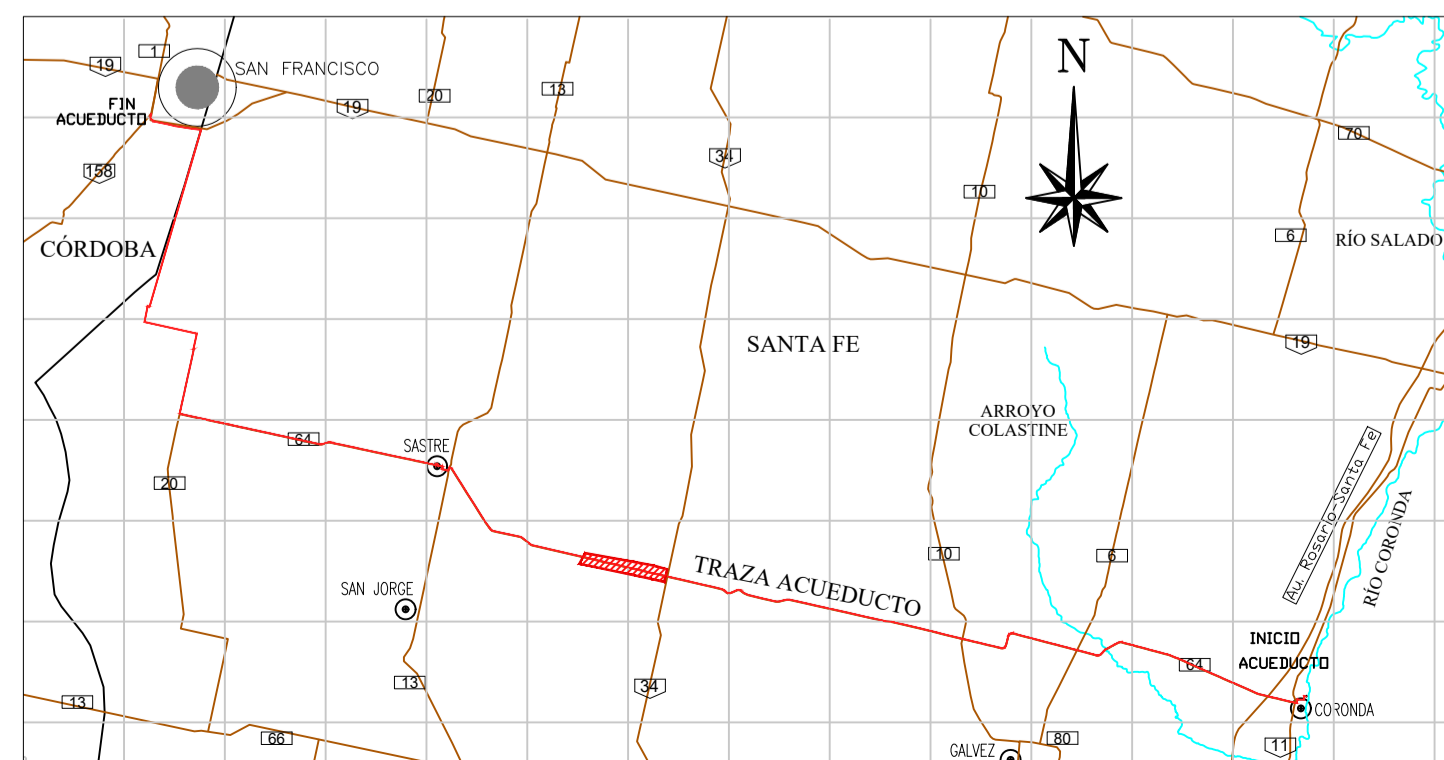 1
19
SAN FRANCISCO
20
13
N
FIN
ACUEDUCTO
19
158
34
70
10
6
CÓRDOBA
RÍO SALADO
SANTA FE
19
ARROYO
COLASTINE
64
SASTRE
20
Au. Rosario-Santa Fe
RÍO CORONDA
10
6
TRAZA ACUEDUCTO
SAN JORGE
INICIO
ACUEDUCTO
64
13
34
13
CORONDA
66
GALVEZ
80
11